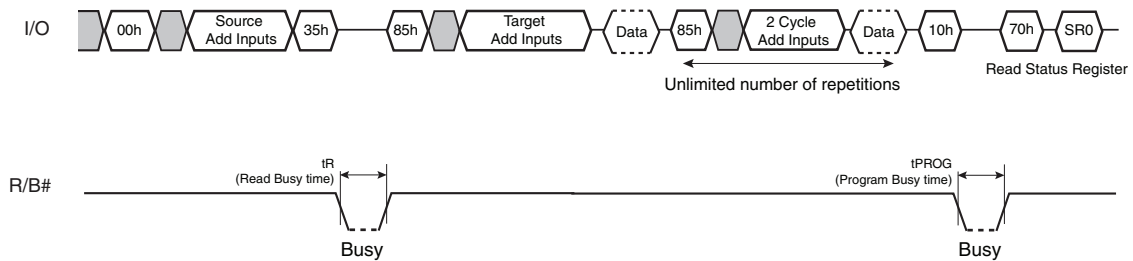 I/O
00h
Source
Add Inputs
35h
85h
Target
Add Inputs
Data
85h
2 Cycle
Add Inputs
Data
10h
70h
SR0
Unlimited number of repetitions
Read Status Register
R/B#
tR
(Read Busy time)
Busy
tPROG
(Program Busy time)
Busy